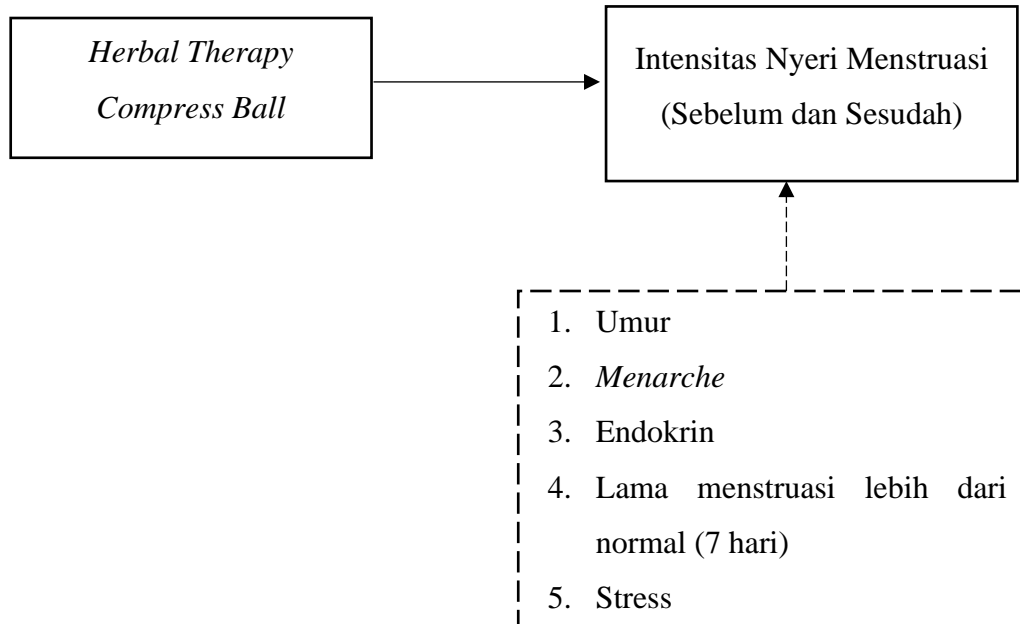 Herbal Therapy
Compress Ball
Intensitas Nyeri Menstruasi
(Sebelum dan Sesudah)
1. Umur
2. Menarche
3. Endokrin
4. Lama menstruasi lebih dari
normal (7 hari)
5. Stress